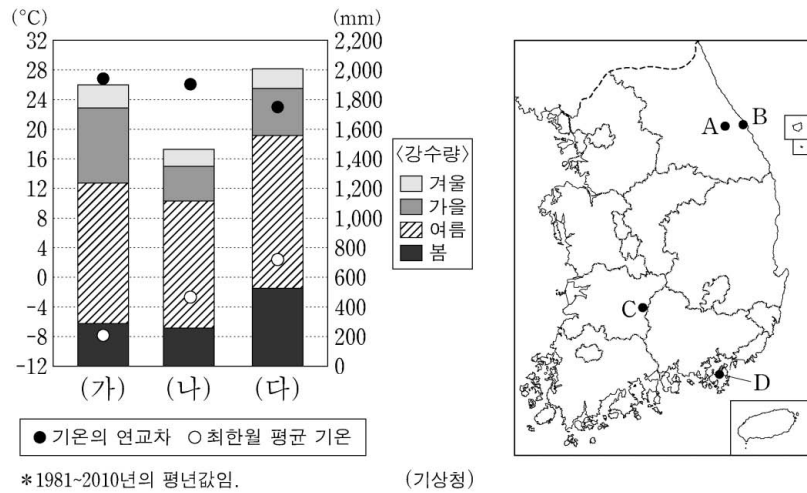 (°C)
(mm)
32
28
24
20
16
12
8
4
0
-4
-8
-12
2,200
2,000
1,800
1,600
1,400
1,200
1,000
800
600
400
200
0
(가)
(나)
(다)
〈강수량〉
겨울
가을
여름
봄
● 기온의 연교차 ○ 최한월 평균 기온
A
B
C
D
*1981~2010년의 평년값임.
(기상청)